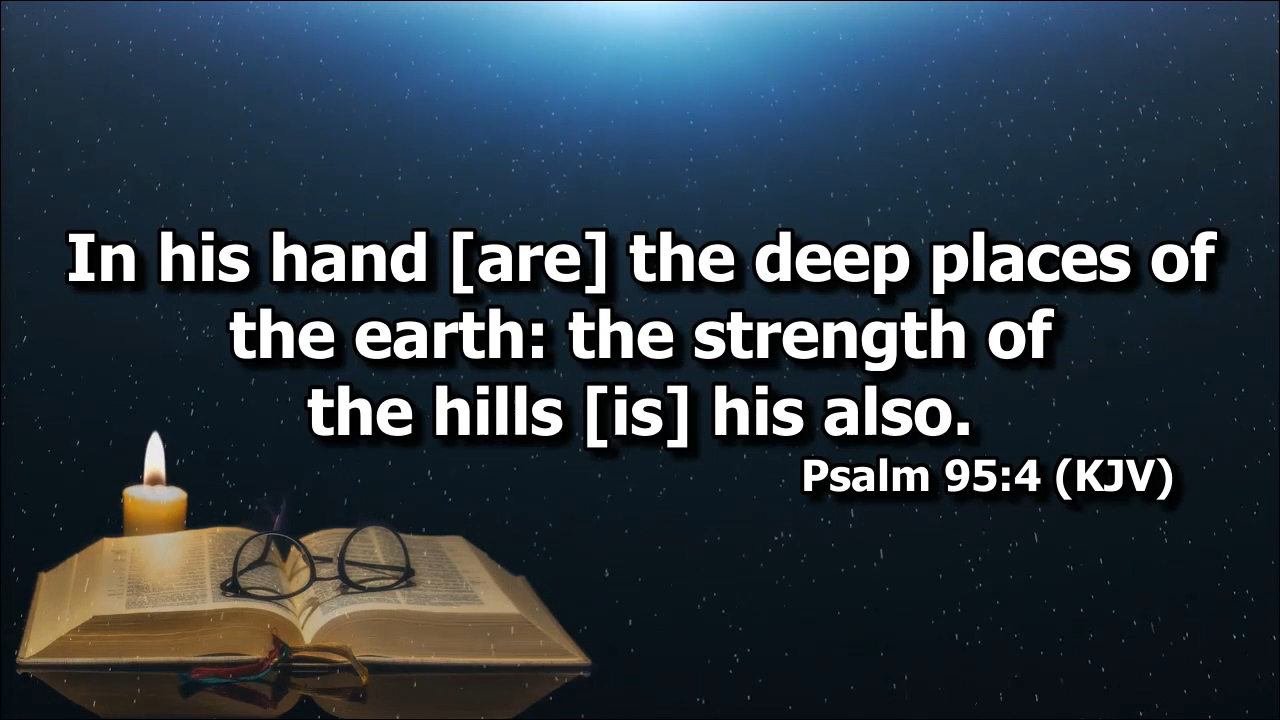 In his hand [are] the deep places of
the earth: the strength of
the hills [is] his also.
Psalm 95:4 (KJV)